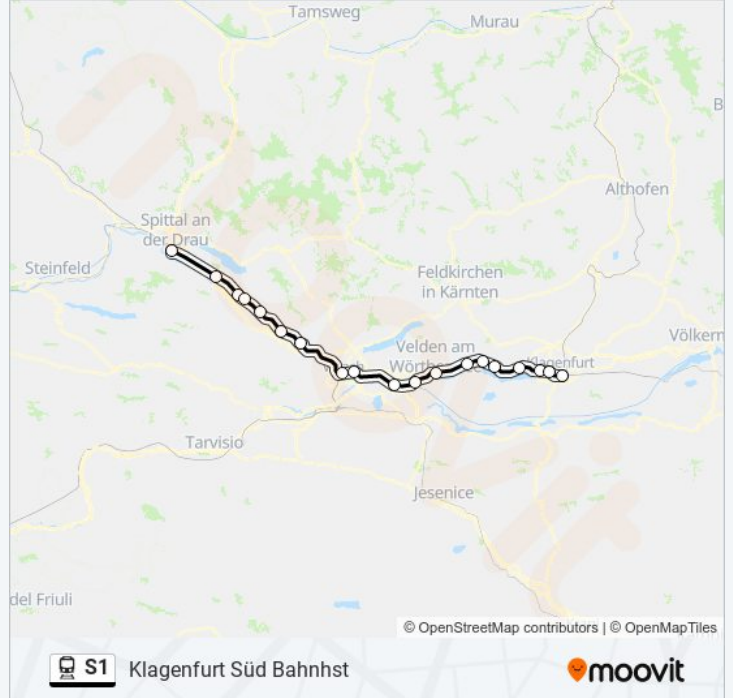 Tamsweg
Murau
B
Althofen
Spittal an
der Drau
Steinfeld
Feldkirchen
in Kärnten
Völkerm
Velden am
Klagenfurt
Tarvisio
Jesenice
del Friuli
© OpenStreetMap contributors | © OpenMapTiles
S1 Klagenfurt Süd Bahnhst
moovit